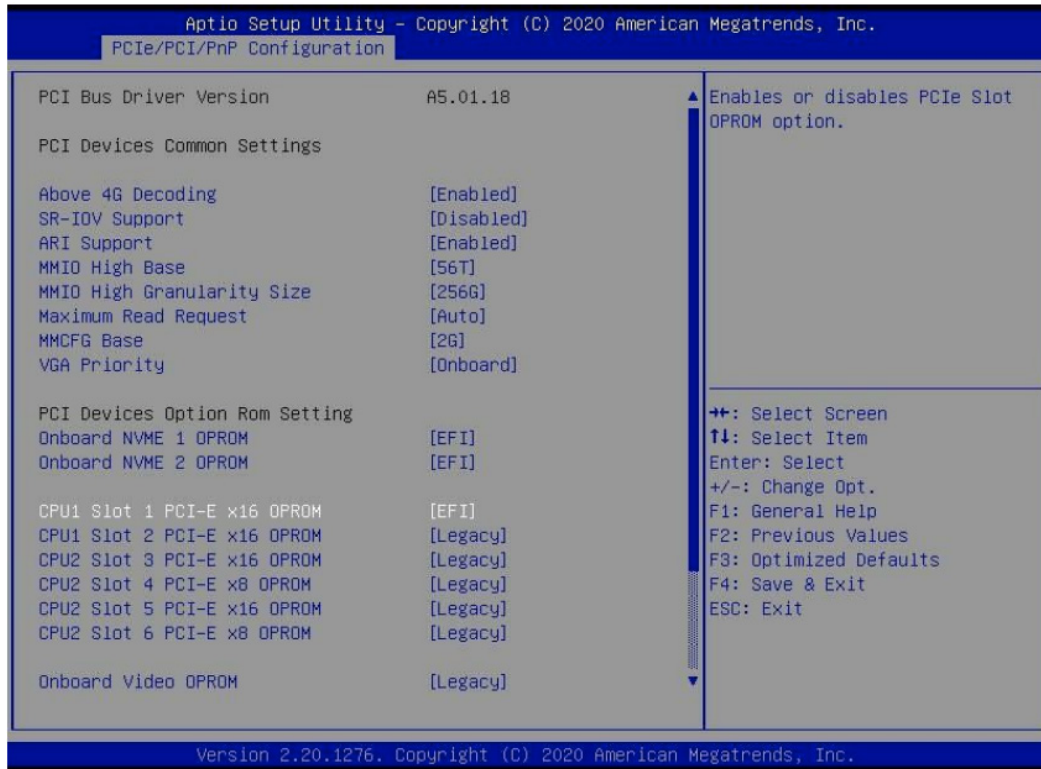 Aptio Setup Utility – Copyright (C) 2020 American Megatrends, Inc.
PCIe/PCI/PnP Configuration
PCI Bus Driver Version A5.01.18
PCI Devices Common Settings
Above 4G Decoding [Enabled]
SR-IOV Support [Disabled]
ARI Support [Enabled]
MMIO High Base [56T]
MMIO High Granularity Size [256G]
Maximum Read Request [Auto]
MMCFG Base [2G]
VGA Priority [Onboard]
PCI Devices Option Rom Setting
Onboard NVME 1 OPROM [EFI]
Onboard NVME 2 OPROM [EFI]
CPU1 Slot 1 PCI-E x16 OPROM [EFI]
CPU1 Slot 2 PCI-E x16 OPROM [Legacy]
CPU2 Slot 3 PCI-E x16 OPROM [Legacy]
CPU2 Slot 4 PCI-E x8 OPROM [Legacy]
CPU2 Slot 5 PCI-E x16 OPROM [Legacy]
CPU2 Slot 6 PCI-E x8 OPROM [Legacy]
Onboard Video OPROM [Legacy]
Enables or disables PCIe Slot
OPROM option.
→←: Select Screen
↑↓: Select Item
Enter: Select
+/-: Change Opt.
F1: General Help
F2: Previous Values
F3: Optimized Defaults
F4: Save & Exit
ESC: Exit
Version 2.20.1276. Copyright (C) 2020 American Megatrends, Inc.